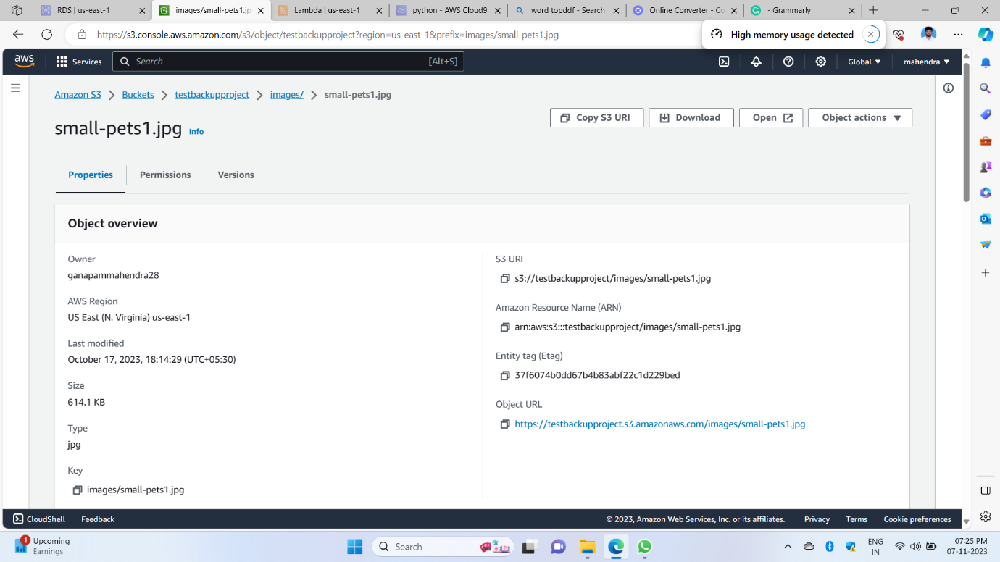 RDS | us-east-1
images/small-pets1.jp
Lambda | us-east-1
python - AWS Cloud9
word topdf - Search
Online Converter - Co
- Grammarly
https://s3.console.aws.amazon.com/s3/object/testbackupproject?region=us-east-1&prefix=images/small-pets1.jpg
High memory usage detected
aws
Services
Search
[Alt+S]
Global
mahendra
Amazon S3 > Buckets > testbackupproject > images/ > small-pets1.jpg
small-pets1.jpg Info
Copy S3 URI
Download
Open
Object actions
Properties
Permissions
Versions
Object overview
Owner
ganapammahendra28
AWS Region
US East (N. Virginia) us-east-1
Last modified
October 17, 2023, 18:14:29 (UTC+05:30)
Size
614.1 KB
Type
jpg
Key
images/small-pets1.jpg
S3 URI
s3://testbackupproject/images/small-pets1.jpg
Amazon Resource Name (ARN)
arn:aws:s3:::testbackupproject/images/small-pets1.jpg
Entity tag (Etag)
37f6074b0dd67b4b83abf22c1d229bed
Object URL
https://testbackupproject.s3.amazonaws.com/images/small-pets1.jpg
CloudShell
Feedback
© 2023, Amazon Web Services, Inc. or its affiliates.
Privacy
Terms
Cookie preferences
1
Upcoming
Earnings
Search
ENG
IN
07:25 PM
07-11-2023